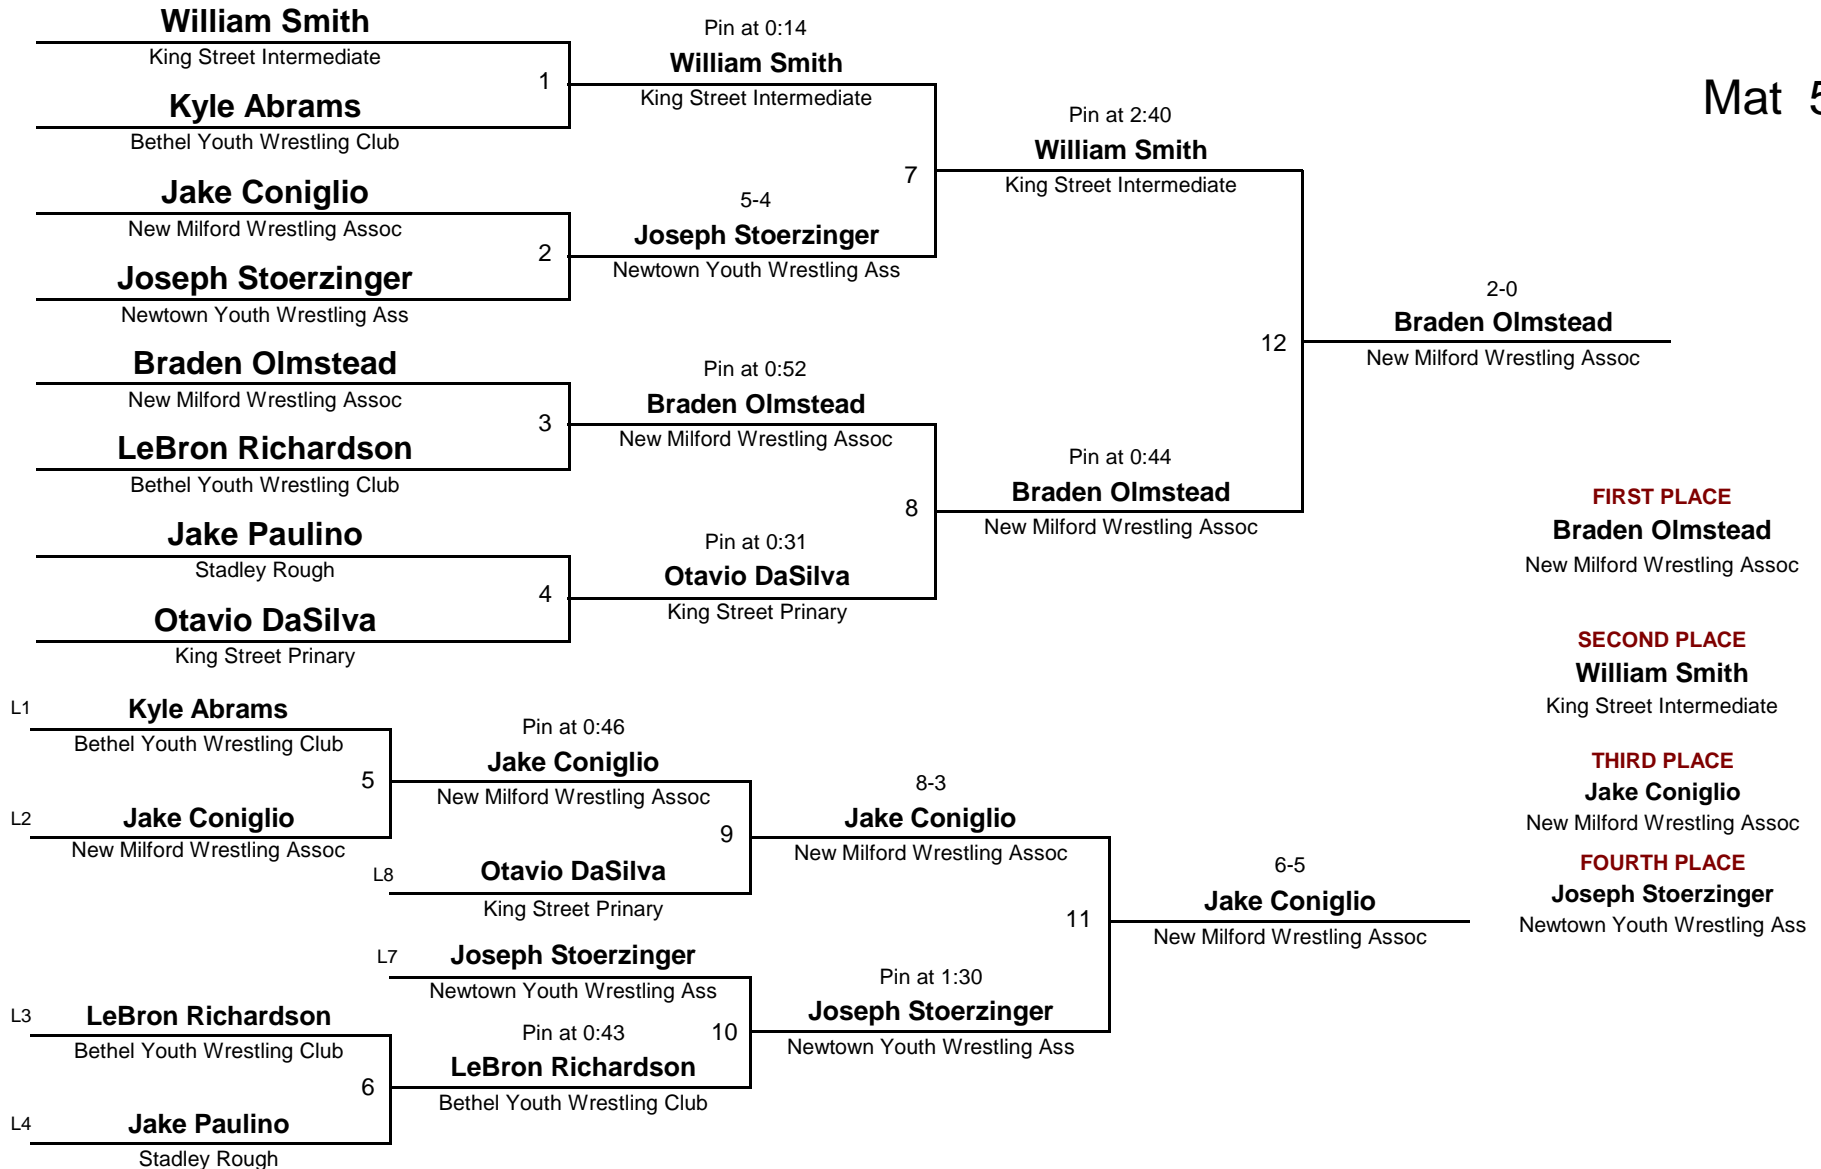 William Smith
King Street Intermediate
1
Kyle Abrams
Bethel Youth Wrestling Club
Jake Coniglio
New Milford Wrestling Assoc
2
Joseph Stoerzinger
Newtown Youth Wrestling Ass
Braden Olmstead
New Milford Wrestling Assoc
3
LeBron Richardson
Bethel Youth Wrestling Club
Jake Paulino
Stadley Rough
4
Otavio DaSilva
King Street Prinary
Pin at 0:14
William Smith
King Street Intermediate
7
5-4
Joseph Stoerzinger
Newtown Youth Wrestling Ass
Pin at 0:52
Braden Olmstead
New Milford Wrestling Assoc
8
Pin at 0:31
Otavio DaSilva
King Street Prinary
Pin at 2:40
William Smith
King Street Intermediate
12
Pin at 0:44
Braden Olmstead
New Milford Wrestling Assoc
2-0
Braden Olmstead
New Milford Wrestling Assoc
Mat 5
L1
Kyle Abrams
Bethel Youth Wrestling Club
5
L2
Jake Coniglio
New Milford Wrestling Assoc
L3
LeBron Richardson
Bethel Youth Wrestling Club
6
L4
Jake Paulino
Stadley Rough
Pin at 0:46
Jake Coniglio
New Milford Wrestling Assoc
9
L8
Otavio DaSilva
King Street Prinary
L7
Joseph Stoerzinger
Newtown Youth Wrestling Ass
10
Pin at 0:43
LeBron Richardson
Bethel Youth Wrestling Club
8-3
Jake Coniglio
New Milford Wrestling Assoc
11
Pin at 1:30
Joseph Stoerzinger
Newtown Youth Wrestling Ass
6-5
Jake Coniglio
New Milford Wrestling Assoc
FIRST PLACE
Braden Olmstead
New Milford Wrestling Assoc
SECOND PLACE
William Smith
King Street Intermediate
THIRD PLACE
Jake Coniglio
New Milford Wrestling Assoc
FOURTH PLACE
Joseph Stoerzinger
Newtown Youth Wrestling Ass